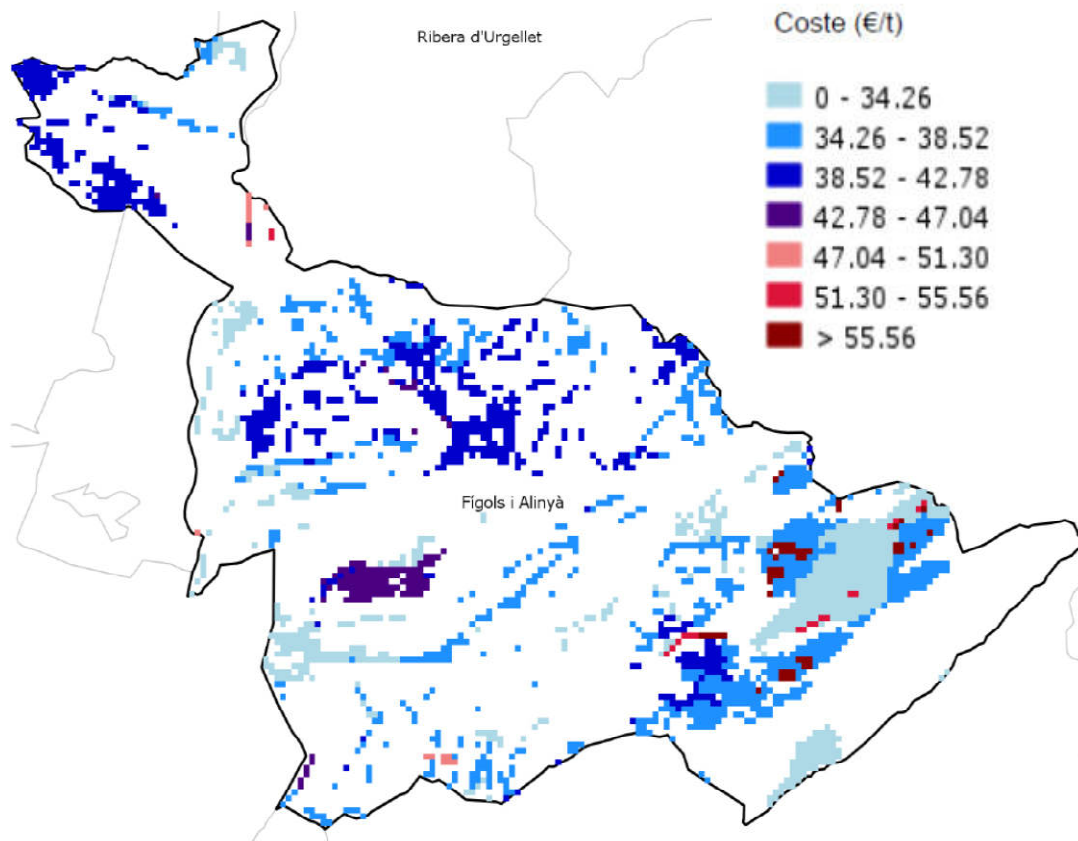 Ribera d'Urgellet
Coste (€/t)
0 - 34.26
34.26 - 38.52
38.52 - 42.78
42.78 - 47.04
47.04 - 51.30
51.30 - 55.56
> 55.56
Fígols i Alinyà